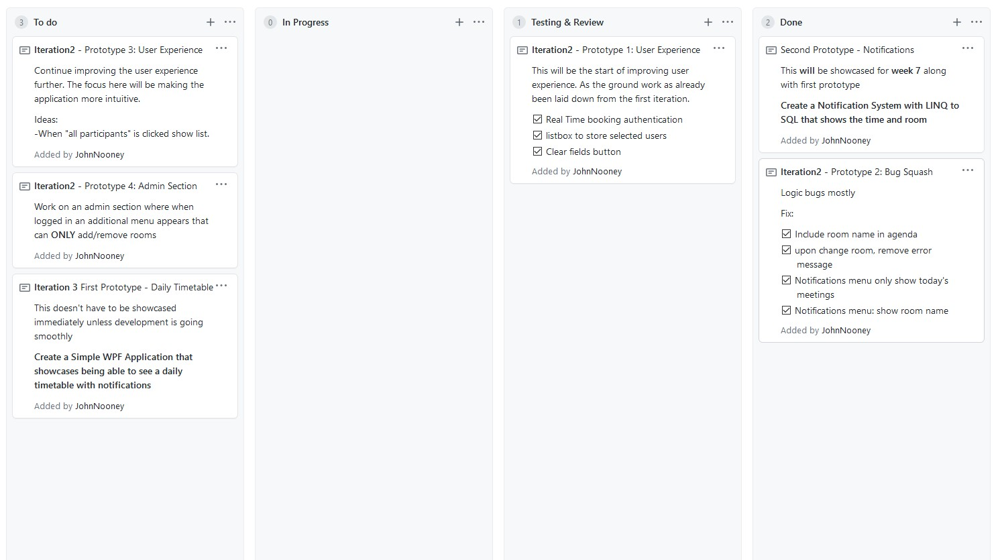 3 To do
Iteration2 - Prototype 3: User Experience
Continue improving the user experience
further. The focus here will be making the
application more intuitive.
Ideas:
-When "all participants" is clicked show list.
Added by JohnNooney
Iteration2 - Prototype 4: Admin Section
Work on an admin section where when
logged in an additional menu appears that
can ONLY add/remove rooms
Added by JohnNooney
Iteration 3 First Prototype - Daily Timetable
This doesn't have to be showcased
immediately unless development is going
smoothly
Create a Simple WPF Application that
showcases being able to see a daily
timetable with notifications
Added by JohnNooney
0 In Progress
1 Testing & Review
Iteration2 - Prototype 1: User Experience
This will be the start of improving user
experience. As the ground work as already
been laid down from the first iteration.
Real Time booking authentication
listbox to store selected users
Clear fields button
Added by JohnNooney
2 Done
Second Prototype - Notifications
This will be showcased for week 7 along
with first prototype
Create a Notification System with LINQ to
SQL that shows the time and room
Added by JohnNooney
Iteration2 - Prototype 2: Bug Squash
Logic bugs mostly
Fix:
Include room name in agenda
upon change room, remove error
message
Notifications menu only show today's
meetings
Notifications menu: show room name
Added by JohnNooney